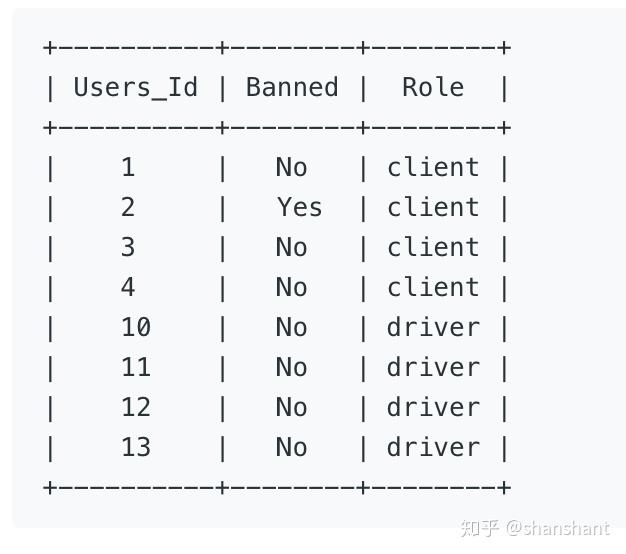 +----------+--------+--------+
| Users_Id | Banned |  Role  |
+----------+--------+--------+
|    1     |   No   | client |
|    2     |   Yes  | client |
|    3     |   No   | client |
|    4     |   No   | client |
|    10    |   No   | driver |
|    11    |   No   | driver |
|    12    |   No   | driver |
|    13    |   No   | driver |
+----------+--------+--------+
知乎 @shanshant